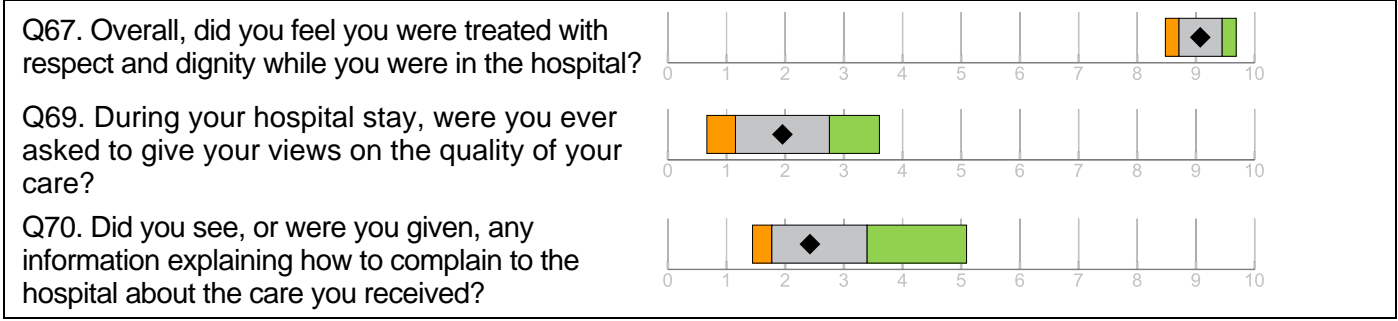 Q67. Overall, did you feel you were treated with
respect and dignity while you were in the hospital?
0 1 2 3 4 5 6 7 8 9 10
Q69. During your hospital stay, were you ever
asked to give your views on the quality of your
care?
0 1 2 3 4 5 6 7 8 9 10
Q70. Did you see, or were you given, any
information explaining how to complain to the
hospital about the care you received?
0 1 2 3 4 5 6 7 8 9 10